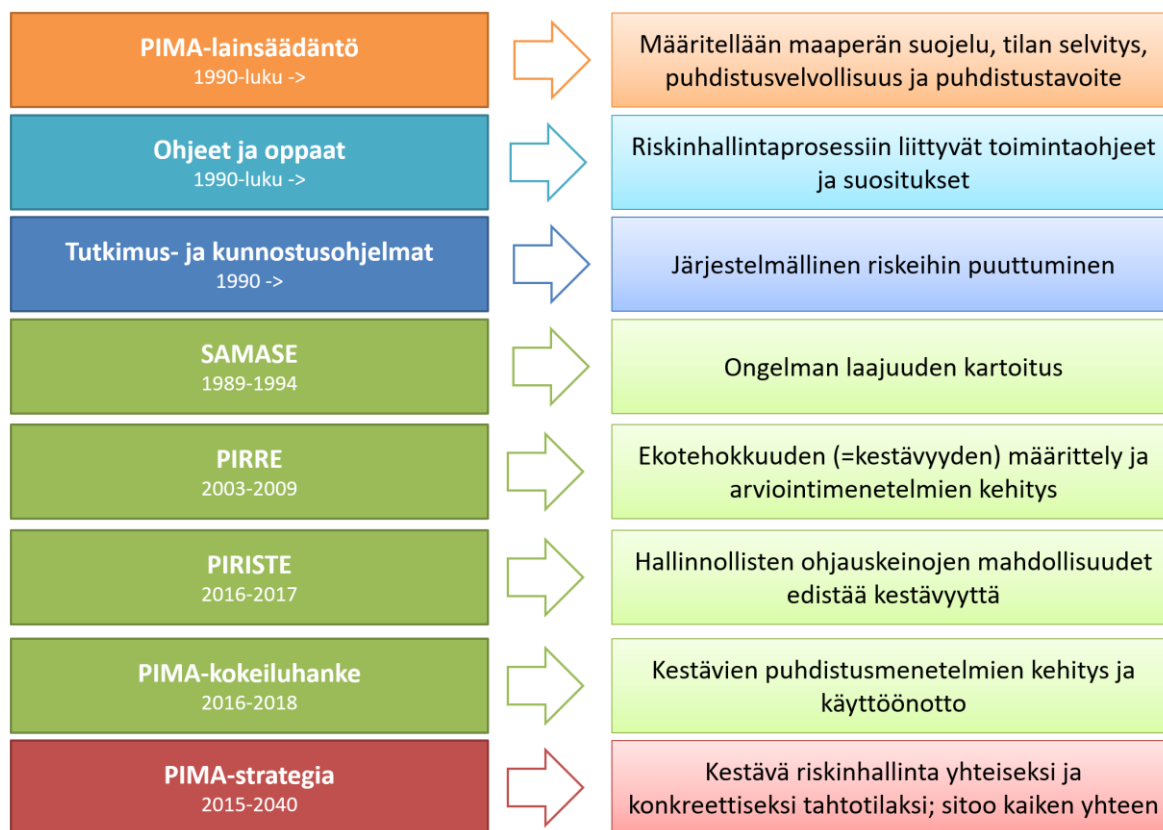 PIMA-lainsäädäntö
1990-luku ->
Määritellään maaperän suojelu, tilan selvitys,
puhdistusvelvollisuus ja puhdistustavoite
Ohjeet ja oppaat
1990-luku ->
Riskinhallintaprosessiin liittyvät toimintaohjeet
ja suositukset
Tutkimus- ja kunnostusohjelmat
1990 ->
Järjestelmällinen riskeihin puuttuminen
SAMASE
1989-1994
Ongelman laajuuden kartoitus
PIRRE
2003-2009
Ekotehokkuuden (=kestävyyden) määrittely ja
arviointimenetelmien kehitys
PIRISTE
2016-2017
Hallinnollisten ohjauskeinojen mahdollisuudet
edistää kestävyyttä
PIMA-kokeiluhanke
2016-2018
Kestävien puhdistusmenetelmien kehitys ja
käyttöönotto
PIMA-strategia
2015-2040
Kestävä riskinhallinta yhteiseksi ja
konkreettiseksi tahtotilaksi; sitoo kaiken yhteen